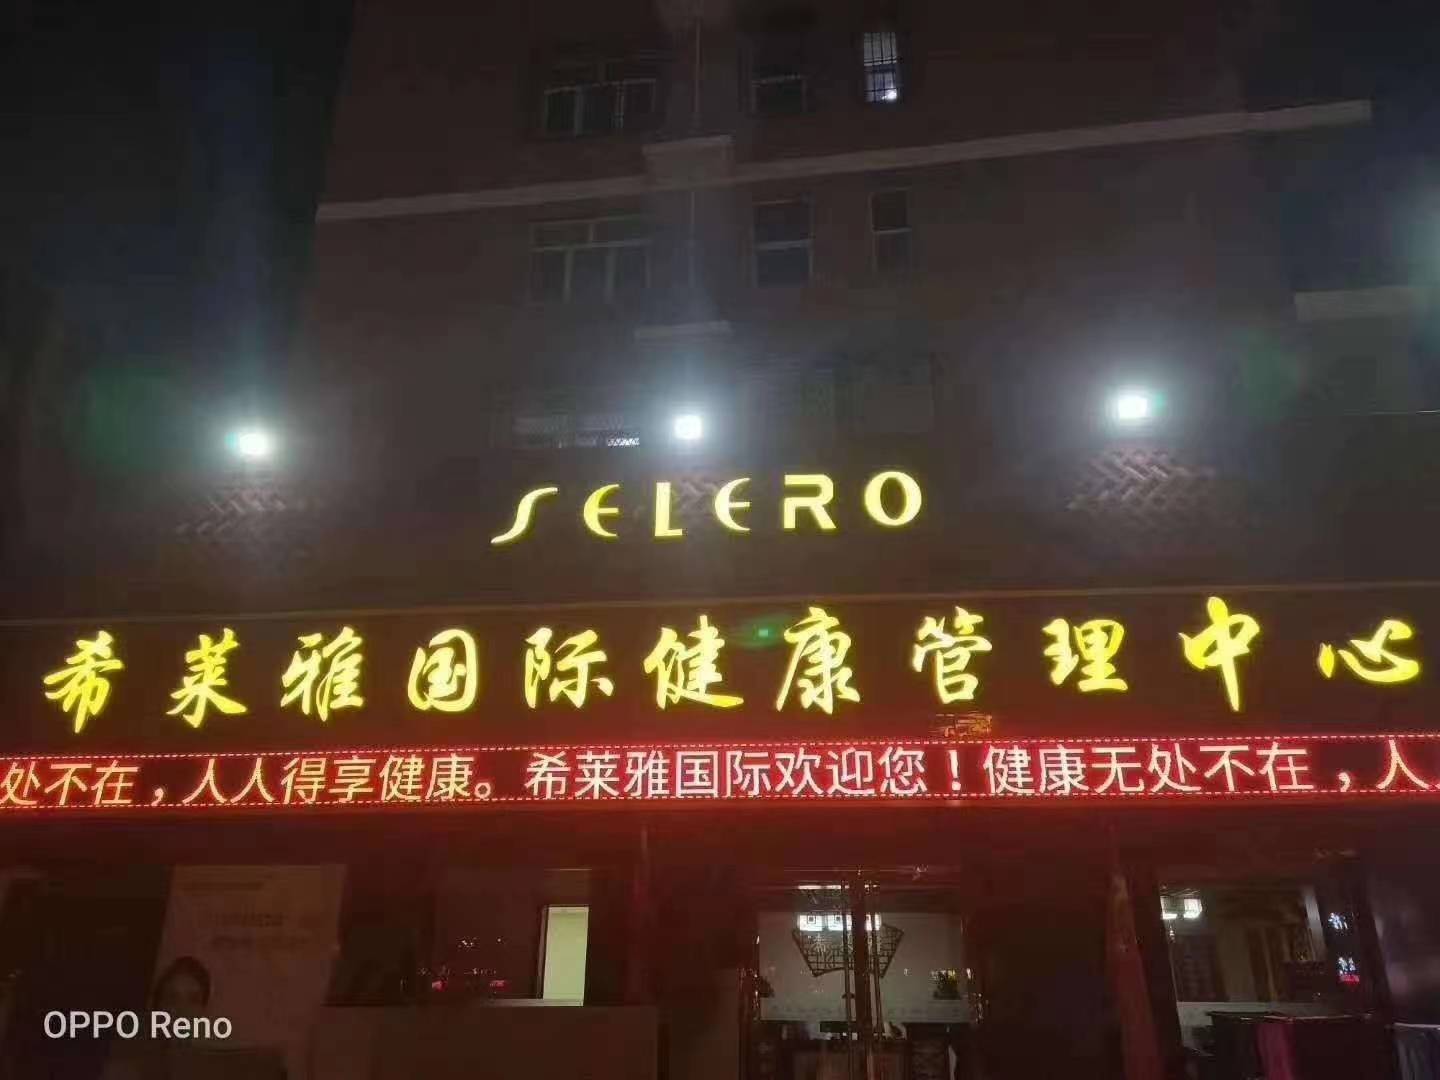 SELERO
希莱雅国际健康管理中心
处不在，人人得享健康。希莱雅国际欢迎您！健康无处不在，人
OPPO Reno